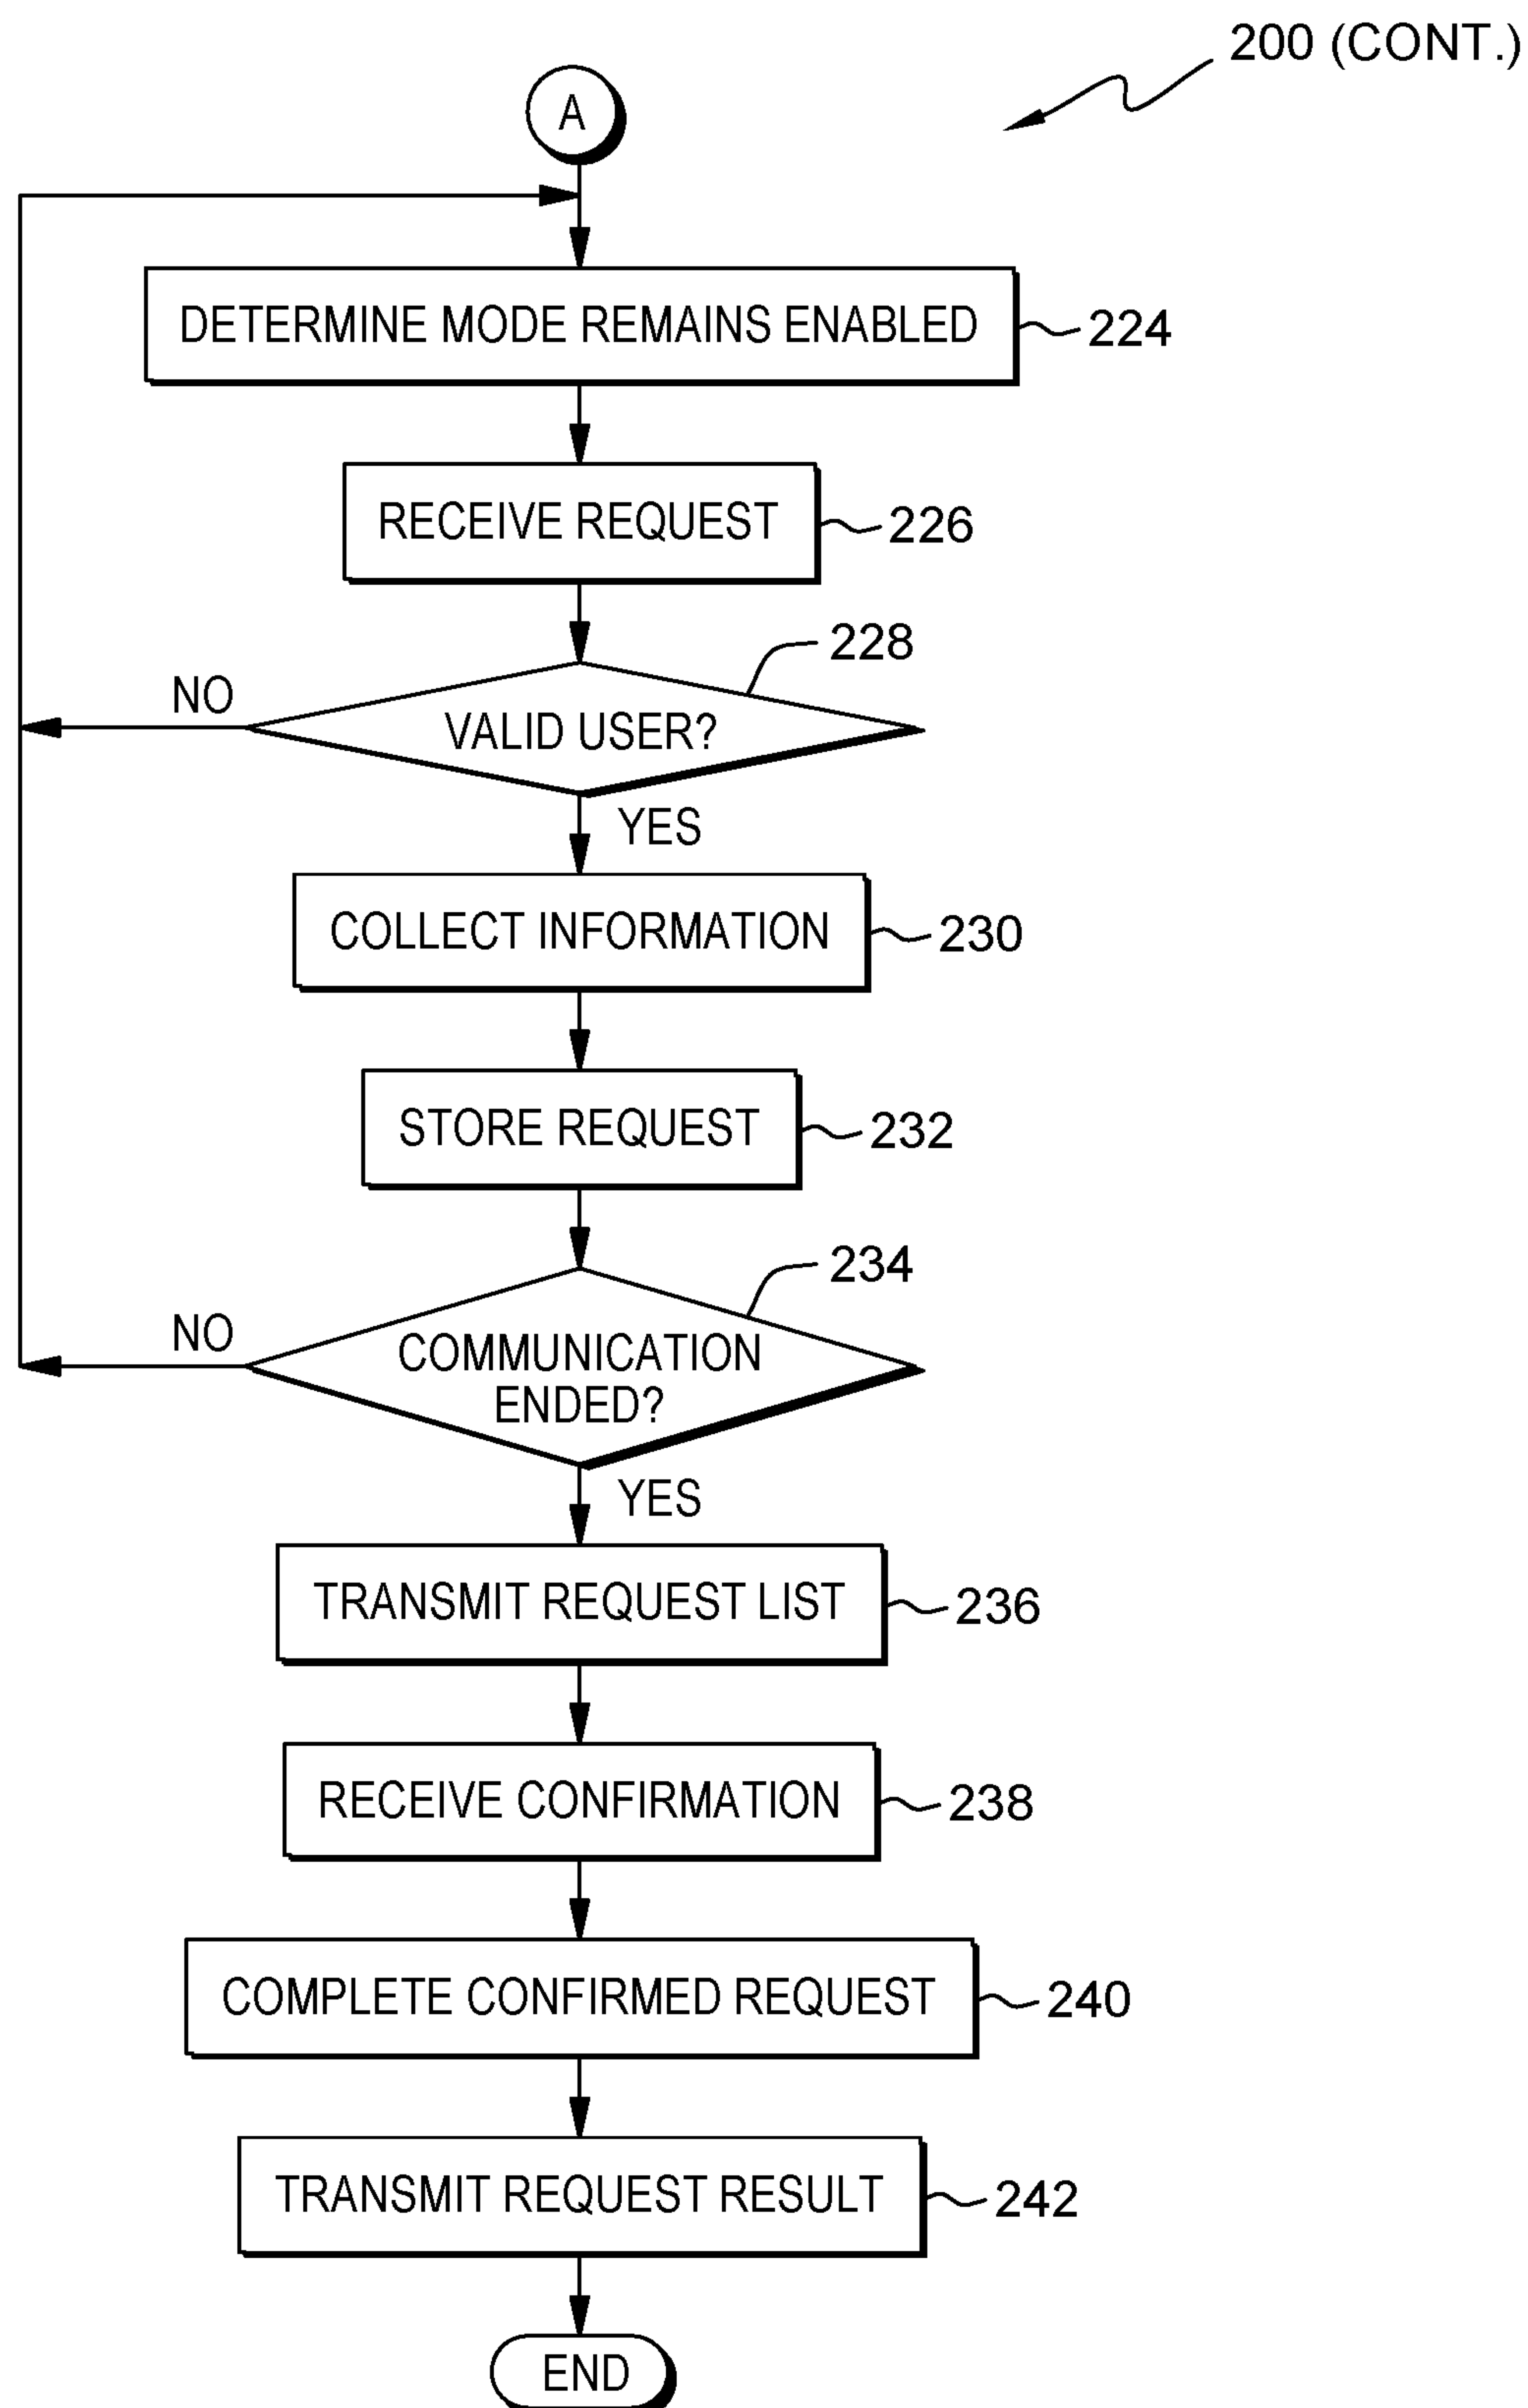 200 (CONT.)
A
DETERMINE MODE REMAINS ENABLED
224
RECEIVE REQUEST
226
228
NO
VALID USER?
YES
COLLECT INFORMATION
230
STORE REQUEST
232
234
NO
COMMUNICATION
ENDED?
YES
TRANSMIT REQUEST LIST
236
RECEIVE CONFIRMATION
238
COMPLETE CONFIRMED REQUEST
240
TRANSMIT REQUEST RESULT
242
END